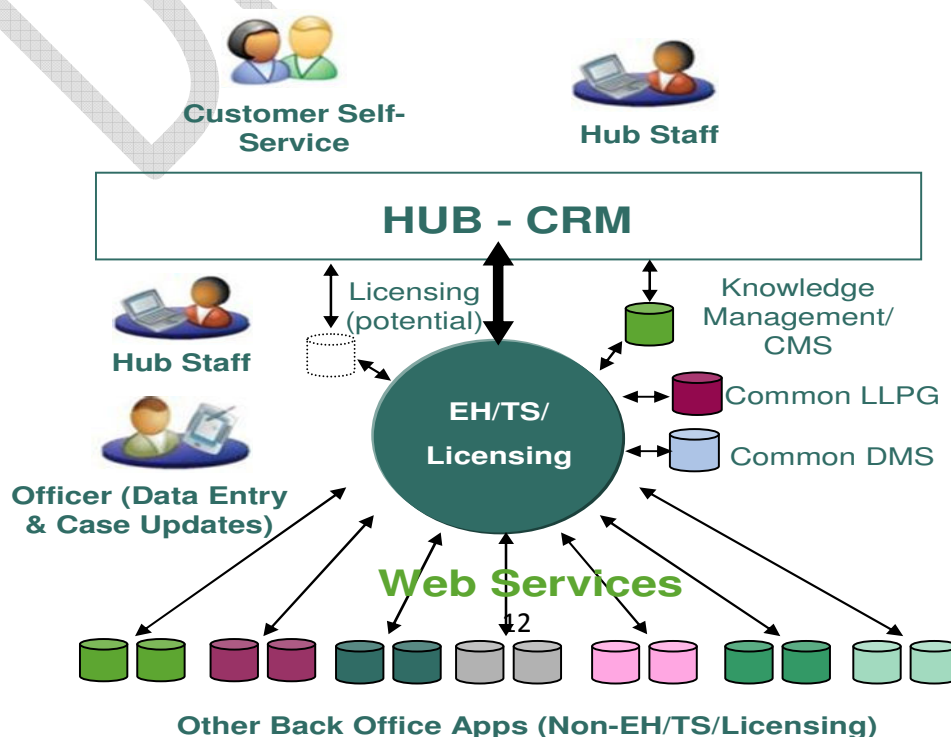 Customer Self-
Service
Hub Staff
HUB - CRM
Licensing
(potential)
Knowledge
Management/
CMS
Hub Staff
EH/TS/
Licensing
Common LLPG
Common DMS
Officer (Data Entry
& Case Updates)
Web Services
12
Other Back Office Apps (Non-EH/TS/Licensing)